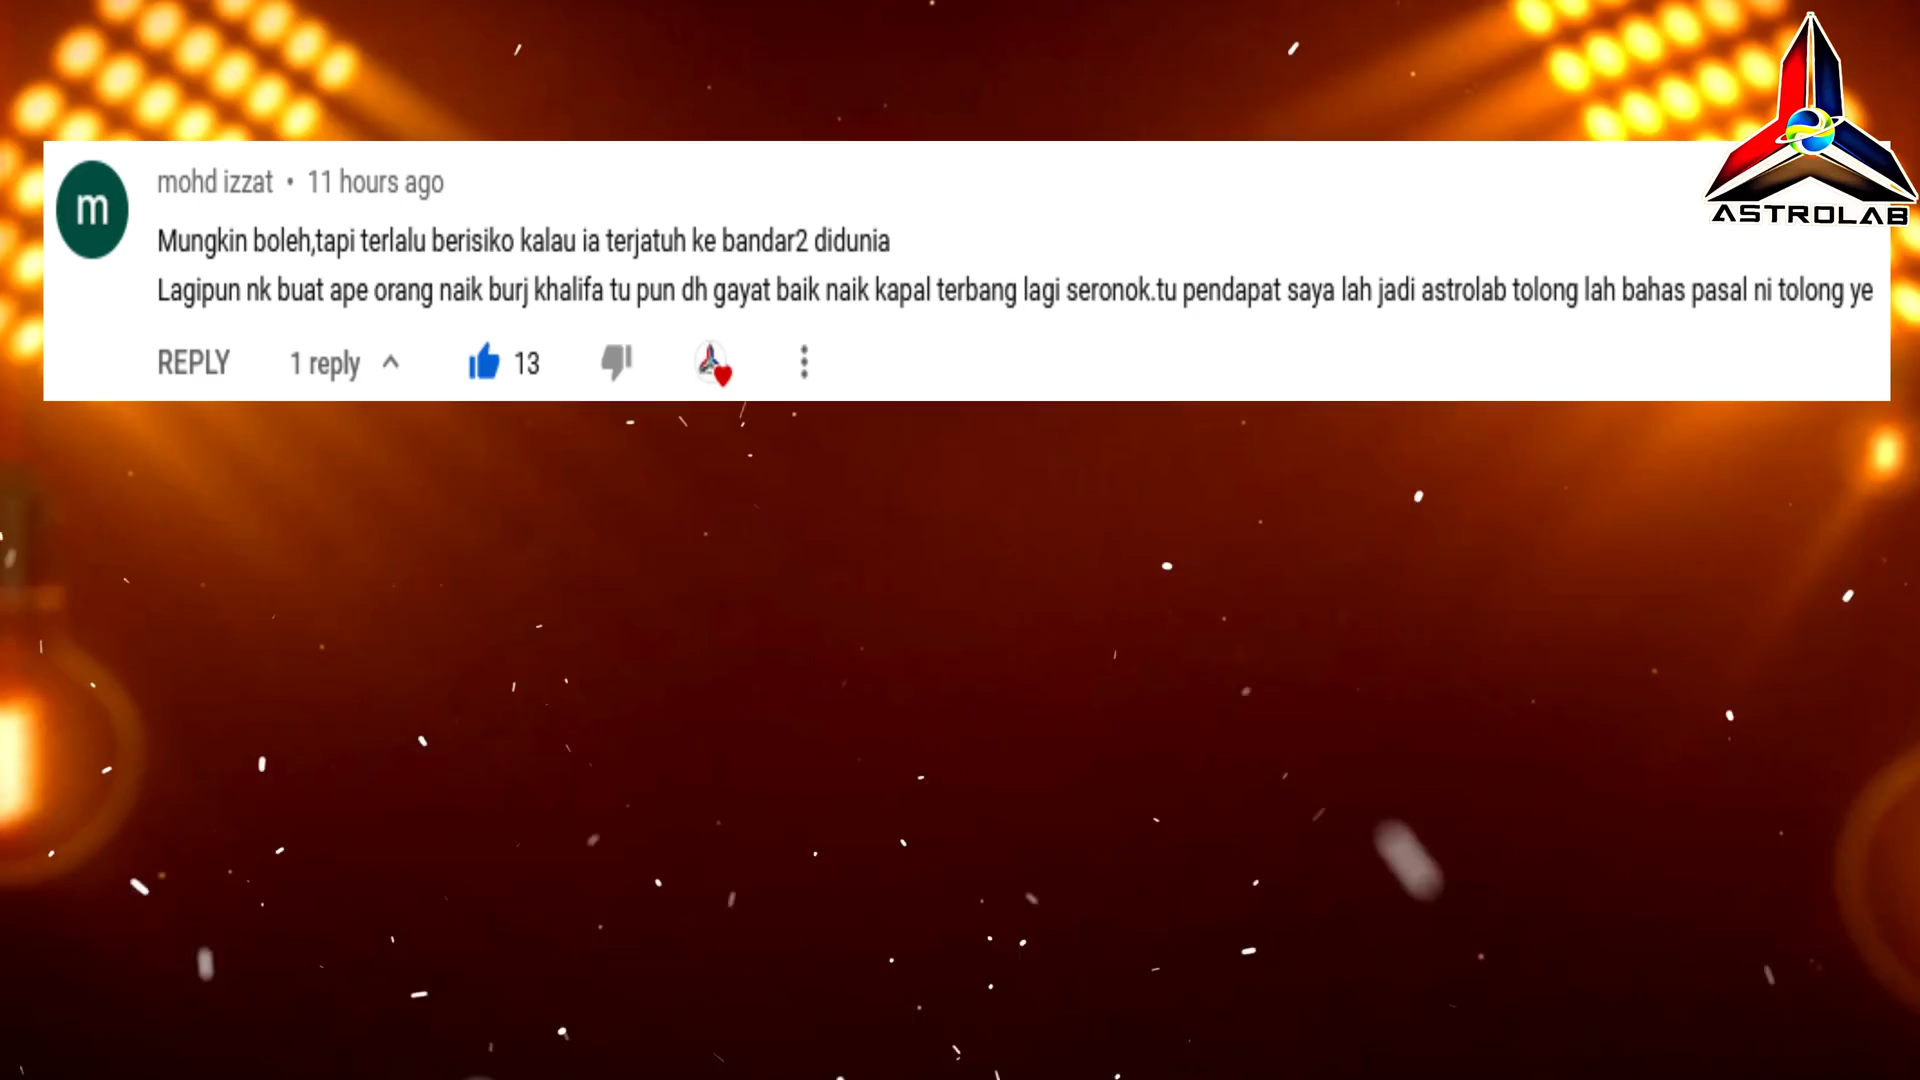 ASTROLAB
m
mohd izzat • 11 hours ago
Mungkin boleh,tapi terlalu berisiko kalau ia terjatuh ke bandar2 didunia
Lagipun nk buat ape orang naik burj khalifa tu pun dh gayat baik naik kapal terbang lagi seronok.tu pendapat saya lah jadi astrolab tolong lah bahas pasal ni tolong ye
REPLY 1 reply 13